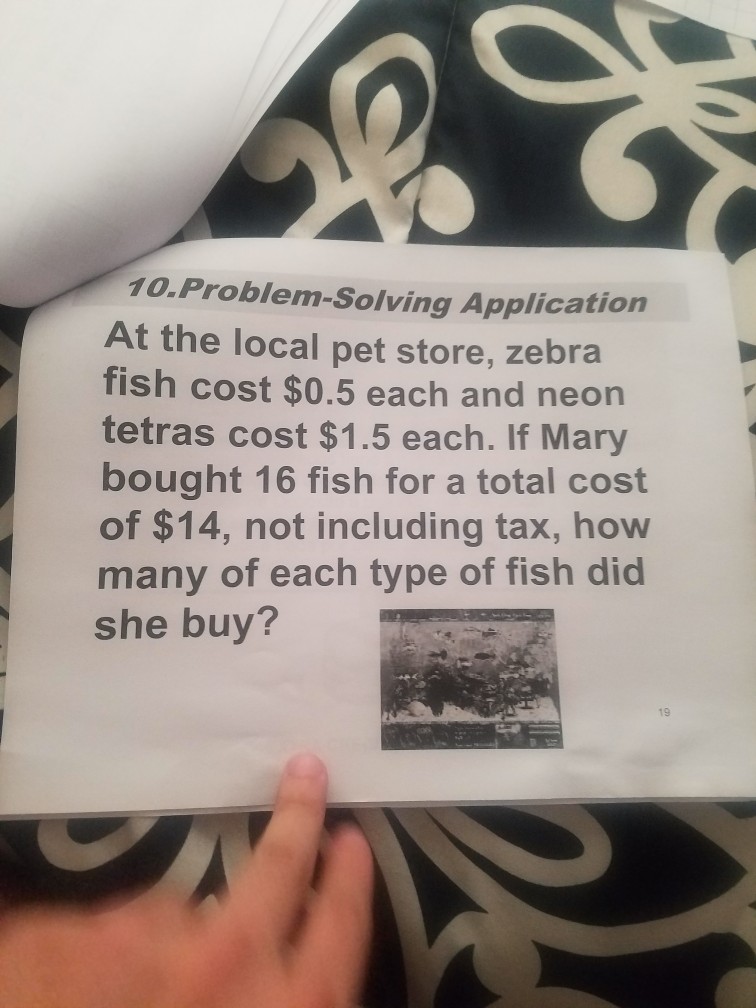 10.Problem-Solving Application
At the local pet store, zebra
fish cost $0.5 each and neon
tetras cost $1.5 each. If Mary
bought 16 fish for a total cost
of $14, not including tax, how
many of each type of fish did
she buy?
19